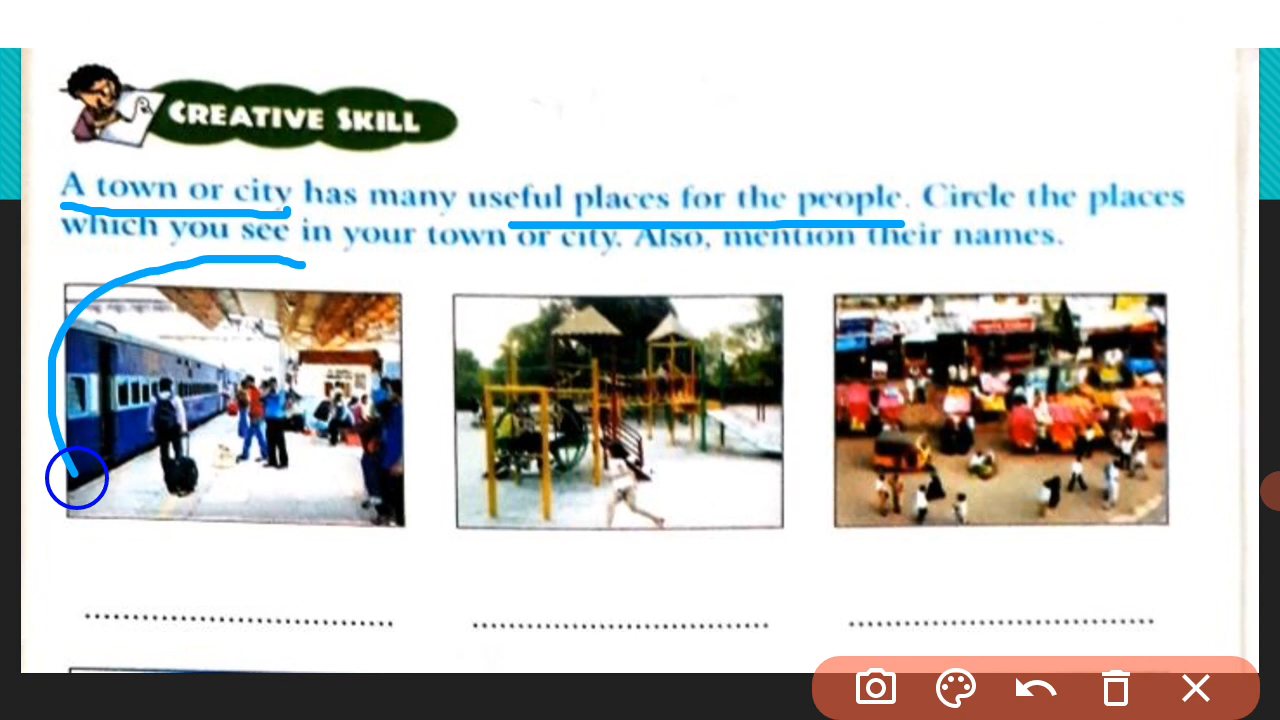 CREATIVE SKILL
A town or city has many useful places for the people. Circle the places
which you see in your town or city. Also, mention their names.